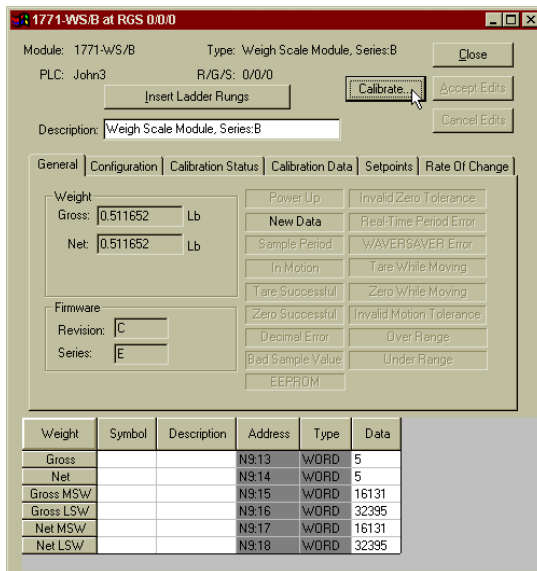 1771-WS/B at RGS 0/0/0
Module: 1771-WS/B Type: Weigh Scale Module, Series:B Close
PLC: John3 R/G/S: 0/0/0
Insert Ladder Rungs Calibrate... Accept Edits
Description: Weigh Scale Module, Series:B Cancel Edits
General Configuration Calibration Status Calibration Data Setpoints Rate Of Change
Weight Power Up Invalid Zero Tolerance
Gross: 0.511652 Lb New Data Real-Time Period Error
Net: 0.511652 Lb Sample Period WAVERSAVER Error
In Motion Tare While Moving
Tare Successful Zero While Moving
Firmware Zero Successful Invalid Motion Tolerance
Revision: C Decimal Error Over Range
Series: E Bad Sample Value Under Range
EEPROM
Weight Symbol Description Address Type Data
Gross N9:13 WORD 5
Net N9:14 WORD 5
Gross MSW N9:15 WORD 16131
Gross LSW N9:16 WORD 32395
Net MSW N9:17 WORD 16131
Net LSW N9:18 WORD 32395